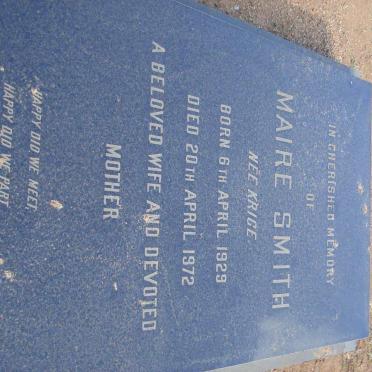 IN CHERISHED MEMORY
OF
MAIRE SMITH
NÉE KRIGE
BORN 6TH APRIL 1929
DIED 20TH APRIL 1972
A BELOVED WIFE AND DEVOTED
MOTHER
HAPPY DID WE MEET,
HAPPY DID WE PART